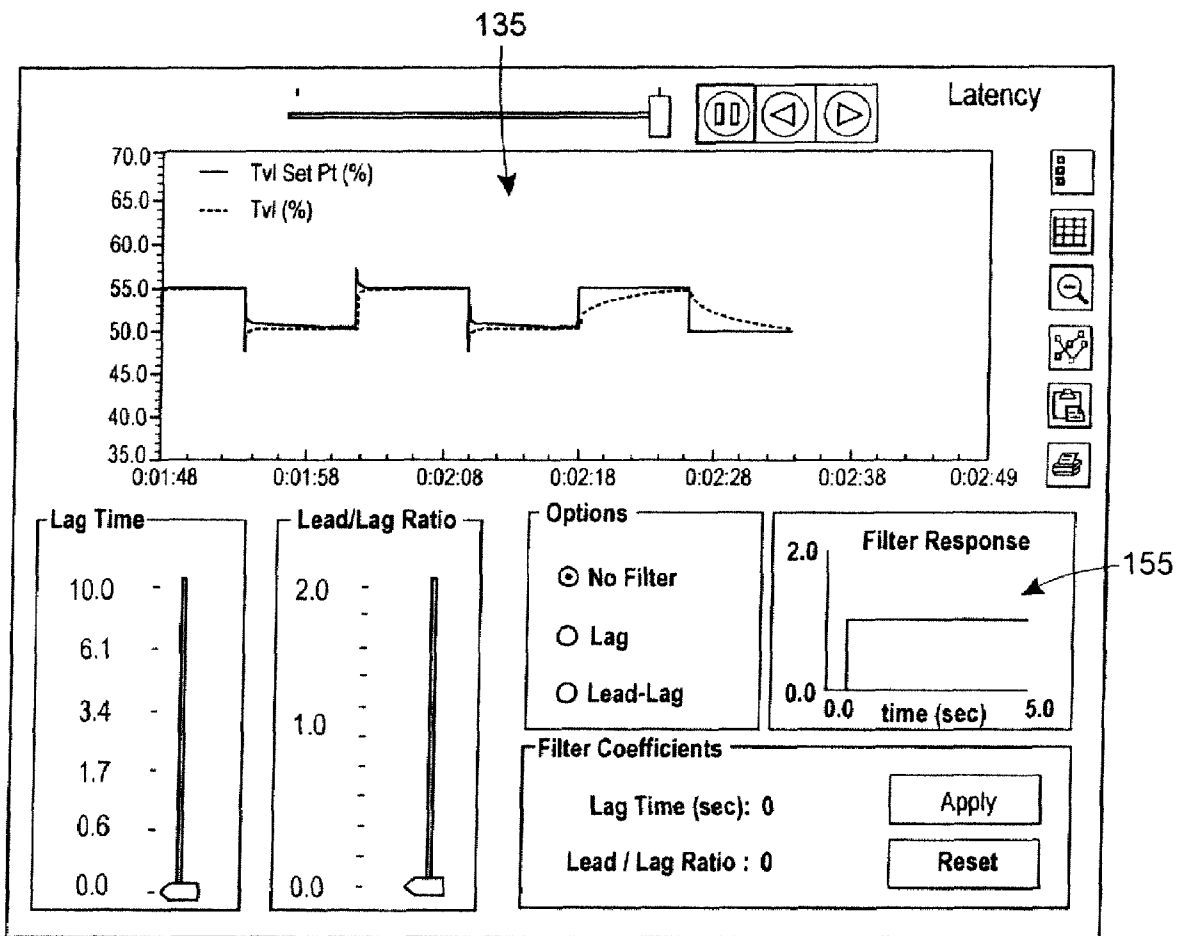 135
Latency
70.0
65.0
60.0
55.0
50.0
45.0
40.0
35.0
Tvl Set Pt (%)
Tvl (%)
0:01:48 0:01:58 0:02:08 0:02:18 0:02:28 0:02:38 0:02:49
Lag Time
10.0
6.1
3.4
1.7
0.6
0.0
Lead/Lag Ratio
2.0
1.0
0.0
Options
No Filter
Lag
Lead-Lag
Filter Response
2.0
0.0
0.0 time (sec) 5.0
155
Filter Coefficients
Lag Time (sec): 0
Apply
Lead / Lag Ratio : 0
Reset